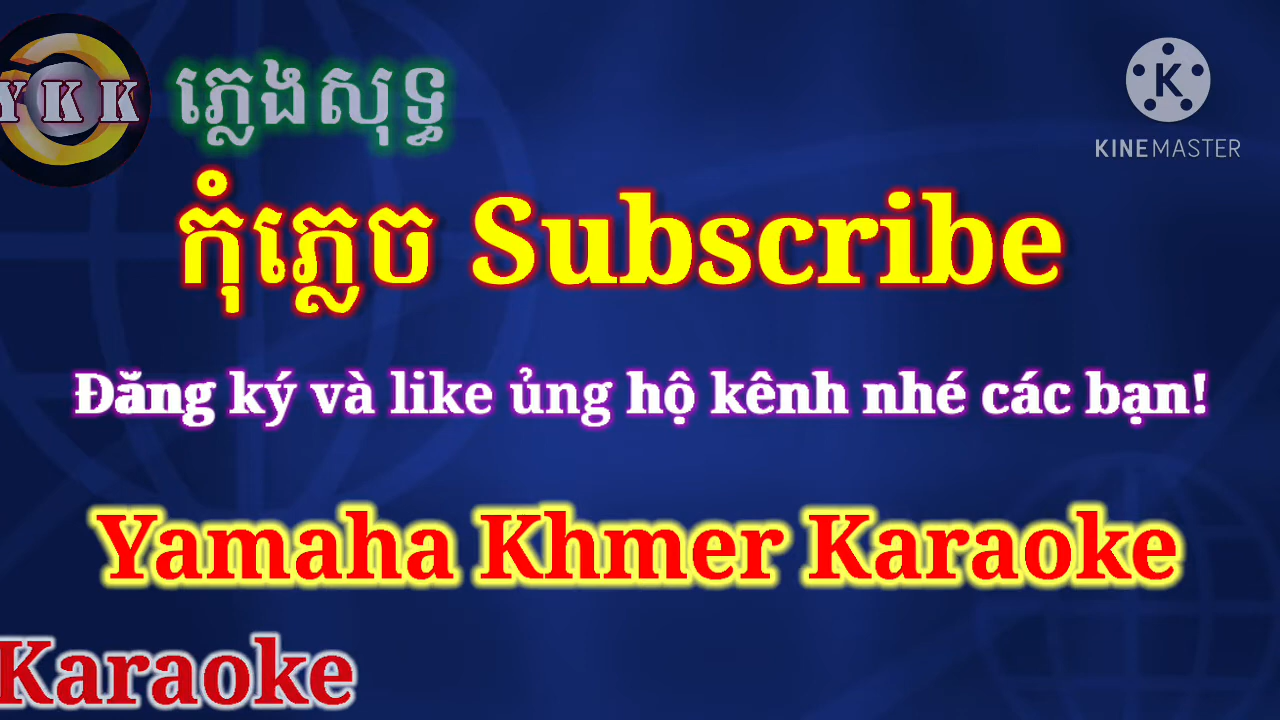 YKK
ភ្លេងសុទ្ធ
KINEMASTER
កុំភ្លេច Subscribe
Đăng ký và like ủng hộ kênh nhé các bạn!
Yamaha Khmer Karaoke
Karaoke